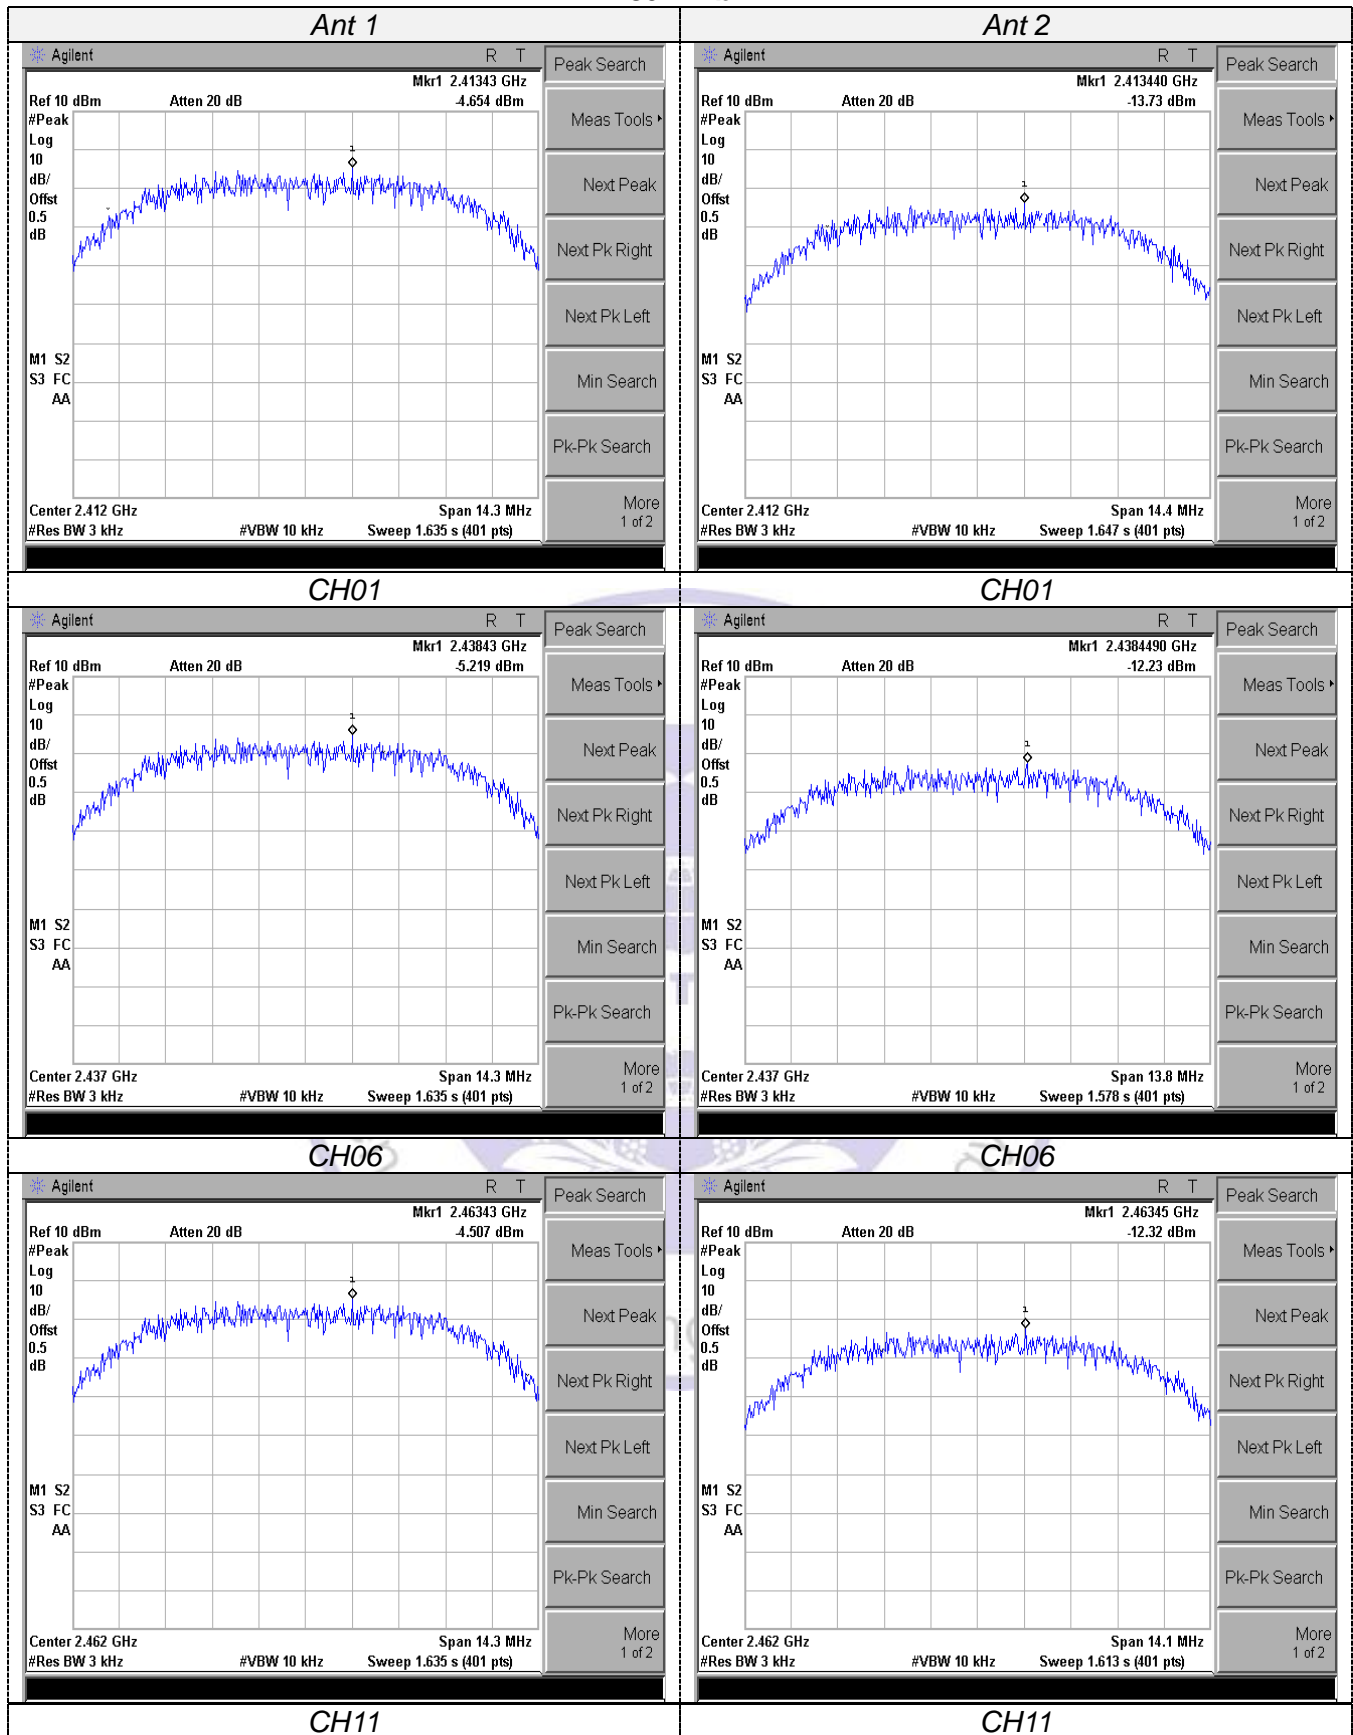 Ant 1
Ant 2
Agilent R T
Peak Search
Mkr1 2.41343 GHz
Ref 10 dBm Atten 20 dB -4.654 dBm
#Peak
Log
10
dB/
Offst
0.5
dB
1
M1 S2
S3 FC
AA
Center 2.412 GHz Span 14.3 MHz
#Res BW 3 kHz #VBW 10 kHz Sweep 1.635 s (401 pts)
Meas Tools
Next Peak
Next Pk Right
Next Pk Left
Min Search
Pk-Pk Search
More
1 of 2
Agilent R T
Peak Search
Mkr1 2.413440 GHz
Ref 10 dBm Atten 20 dB -13.73 dBm
#Peak
Log
10
dB/
Offst
0.5
dB
1
M1 S2
S3 FC
AA
Center 2.412 GHz Span 14.4 MHz
#Res BW 3 kHz #VBW 10 kHz Sweep 1.647 s (401 pts)
Meas Tools
Next Peak
Next Pk Right
Next Pk Left
Min Search
Pk-Pk Search
More
1 of 2
CH01
CH01
Agilent R T
Peak Search
Mkr1 2.43843 GHz
Ref 10 dBm Atten 20 dB -5.219 dBm
#Peak
Log
10
dB/
Offst
0.5
dB
1
M1 S2
S3 FC
AA
Center 2.437 GHz Span 14.3 MHz
#Res BW 3 kHz #VBW 10 kHz Sweep 1.635 s (401 pts)
Meas Tools
Next Peak
Next Pk Right
Next Pk Left
Min Search
Pk-Pk Search
More
1 of 2
Agilent R T
Peak Search
Mkr1 2.4384490 GHz
Ref 10 dBm Atten 20 dB -12.23 dBm
#Peak
Log
10
dB/
Offst
0.5
dB
1
M1 S2
S3 FC
AA
Center 2.437 GHz Span 13.8 MHz
#Res BW 3 kHz #VBW 10 kHz Sweep 1.578 s (401 pts)
Meas Tools
Next Peak
Next Pk Right
Next Pk Left
Min Search
Pk-Pk Search
More
1 of 2
CH06
CH06
Agilent R T
Peak Search
Mkr1 2.46343 GHz
Ref 10 dBm Atten 20 dB -4.507 dBm
#Peak
Log
10
dB/
Offst
0.5
dB
1
M1 S2
S3 FC
AA
Center 2.462 GHz Span 14.3 MHz
#Res BW 3 kHz #VBW 10 kHz Sweep 1.635 s (401 pts)
Meas Tools
Next Peak
Next Pk Right
Next Pk Left
Min Search
Pk-Pk Search
More
1 of 2
Agilent R T
Peak Search
Mkr1 2.46345 GHz
Ref 10 dBm Atten 20 dB -12.32 dBm
#Peak
Log
10
dB/
Offst
0.5
dB
1
M1 S2
S3 FC
AA
Center 2.462 GHz Span 14.1 MHz
#Res BW 3 kHz #VBW 10 kHz Sweep 1.613 s (401 pts)
Meas Tools
Next Peak
Next Pk Right
Next Pk Left
Min Search
Pk-Pk Search
More
1 of 2
CH11
CH11